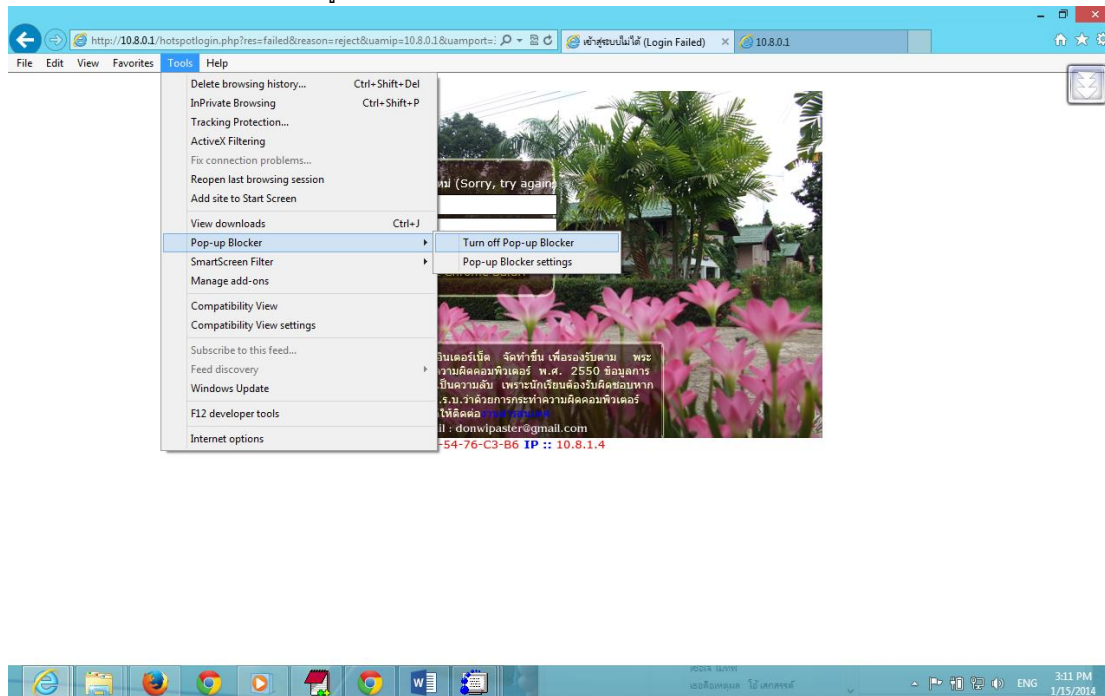 http://10.8.0.1/hotspotlogin.php?res=failed&reason=reject&uamip=10.8.0.1&uamport=
เข้าสู่ระบบไม่ได้ (Login Failed)
10.8.0.1
File Edit View Favorites Tools Help
Delete browsing history... Ctrl+Shift+Del
InPrivate Browsing Ctrl+Shift+P
Tracking Protection...
ActiveX Filtering
Fix connection problems...
Reopen last browsing session
Add site to Start Screen
View downloads Ctrl+J
Pop-up Blocker
SmartScreen Filter
Manage add-ons
Compatibility View
Compatibility View settings
Subscribe to this feed...
Feed discovery
Windows Update
F12 developer tools
Internet options
Turn off Pop-up Blocker
Pop-up Blocker settings
(Sorry, try again)
อินเตอร์เน็ต จัดทำขึ้น เพื่อรองรับตาม พระ
ความผิดคอมพิวเตอร์ พ.ศ. 2550 ข้อมูลการ
เป็นความลับ เพราะนักเรียนต้องรับผิดชอบหาก
.ร.บ.ว่าด้วยการกระทำความผิดคอมพิวเตอร์
ให้ติดต่อ
il : donwipaster@gmail.com
-54-76-C3-B6 IP :: 10.8.1.4
ENG
3:11 PM
1/15/2014